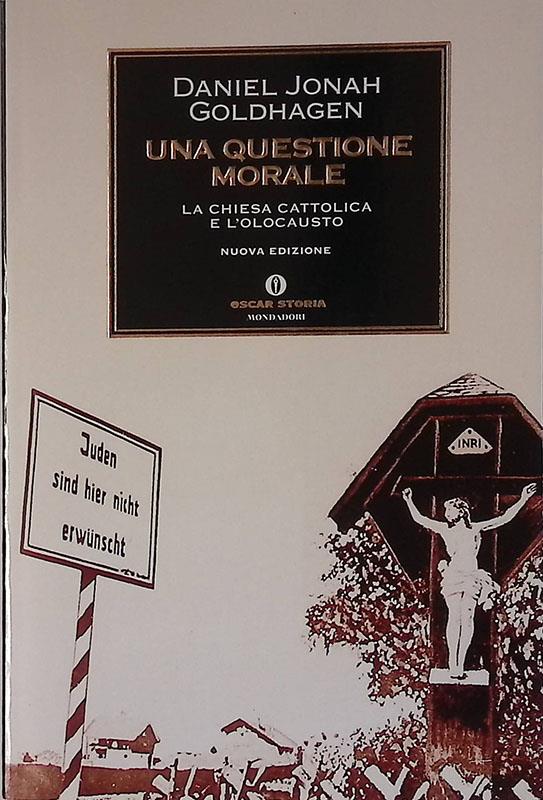 DANIEL JONAH
GOLDHAGEN
UNA QUESTIONE
MORALE
LA CHIESA CATTOLICA
E L'OLOCAUSTO
NUOVA EDIZIONE
OSCAR STORIA
MONDADORI
Juden
sind hier nicht
erwünscht
INRI